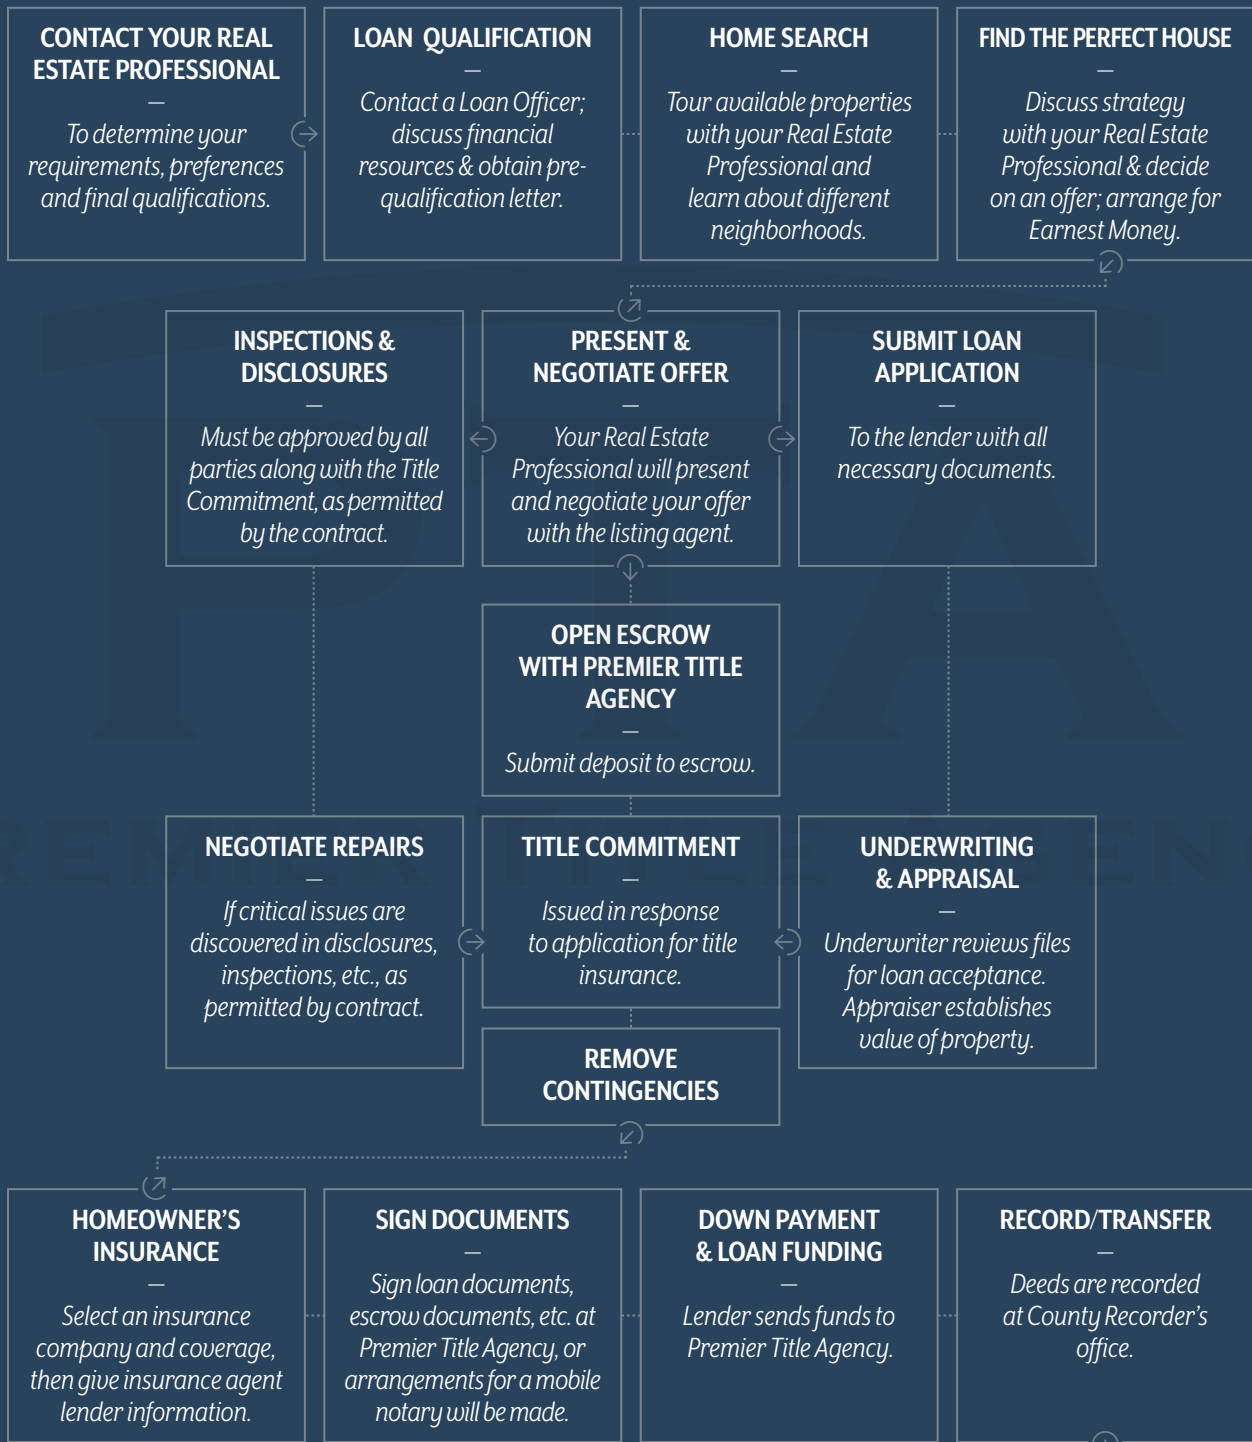 CONTACT YOUR REAL
ESTATE PROFESSIONAL
—
To determine your
requirements, preferences
and final qualifications.
LOAN QUALIFICATION
—
Contact a Loan Officer;
discuss financial
resources & obtain pre-
qualification letter.
HOME SEARCH
—
Tour available properties
with your Real Estate
Professional and
learn about different
neighborhoods.
FIND THE PERFECT HOUSE
—
Discuss strategy
with your Real Estate
Professional & decide
on an offer; arrange for
Earnest Money.
INSPECTIONS &
DISCLOSURES
—
Must be approved by all
parties along with the Title
Commitment, as permitted
by the contract.
PRESENT &
NEGOTIATE OFFER
—
Your Real Estate
Professional will present
and negotiate your offer
with the listing agent.
SUBMIT LOAN
APPLICATION
—
To the lender with all
necessary documents.
OPEN ESCROW
WITH PREMIER TITLE
AGENCY
—
Submit deposit to escrow.
NEGOTIATE REPAIRS
—
If critical issues are
discovered in disclosures,
inspections, etc., as
permitted by contract.
TITLE COMMITMENT
—
Issued in response
to application for title
insurance.
UNDERWRITING
& APPRAISAL
—
Underwriter reviews files
for loan acceptance.
Appraiser establishes
value of property.
REMOVE
CONTINGENCIES
HOMEOWNER'S
INSURANCE
—
Select an insurance
company and coverage,
then give insurance agent
lender information.
SIGN DOCUMENTS
—
Sign loan documents,
escrow documents, etc. at
Premier Title Agency, or
arrangements for a mobile
notary will be made.
DOWN PAYMENT
& LOAN FUNDING
—
Lender sends funds to
Premier Title Agency.
RECORD/TRANSFER
—
Deeds are recorded
at County Recorder's
office.
PTA
REMIER TITLE AGEN